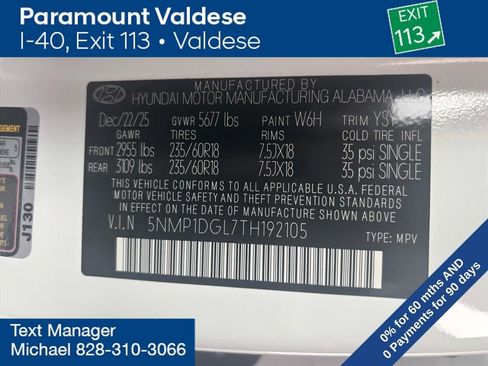 Paramount Valdese
I-40, Exit 113 • Valdese
EXIT
113
MANUFACTURED BY
HYUNDAI MOTOR MANUFACTURING ALABAMA, LLC
Dec/22/25 GVWR 5677 lbs PAINT W6H TRIM
GAWR TIRES RIMS COLD TIRE INFL
FRONT 2955 lbs 235/60R18 7.5JX18 35 psi SINGLE
REAR 3109 lbs 235/60R18 7.5JX18 35 psi SINGLE
THIS VEHICLE CONFORMS TO ALL APPLICABLE U.S.A. FEDERAL
MOTOR VEHICLE SAFETY, BUMPER, AND THEFT PREVENTION STANDARDS
IN EFFECT ON THE DATE OF MANUFACTURE SHOWN ABOVE.
V.I.N 5NMP1DGL7TH192105 TYPE: MPV
J130
0% for 60 mths AND
0 Payments for 90 days
Text Manager
Michael 828-310-3066